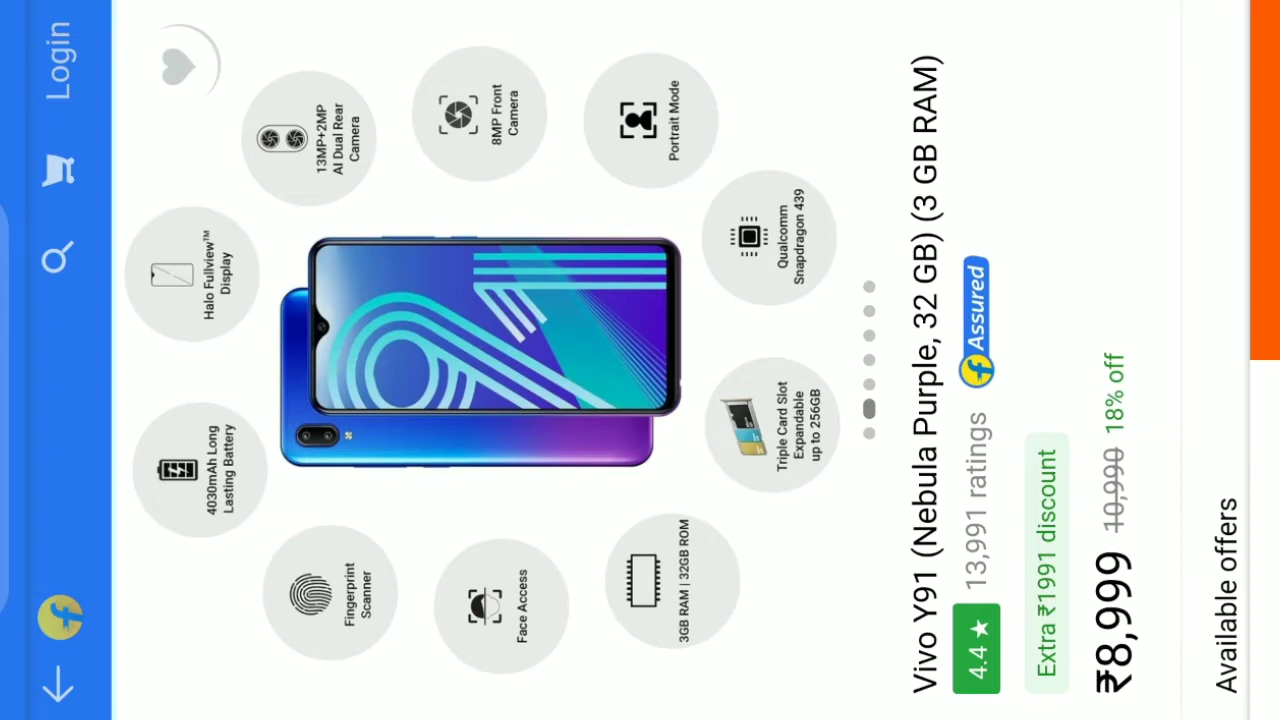 Login
Halo Fullview™
Display
13MP+2MP
AI Dual Rear
Camera
8MP Front
Camera
Portrait Mode
Qualcomm
Snapdragon 439
Triple Card Slot
Expandable
up to 256GB
3GB RAM | 32GB ROM
Face Access
Fingerprint
Scanner
4030mAh Long
Lasting Battery
Vivo Y91 (Nebula Purple, 32 GB) (3 GB RAM)
4.4 ★ 13,991 ratings f Assured
Extra ₹1991 discount
₹8,999 10,990 18% off
Available offers